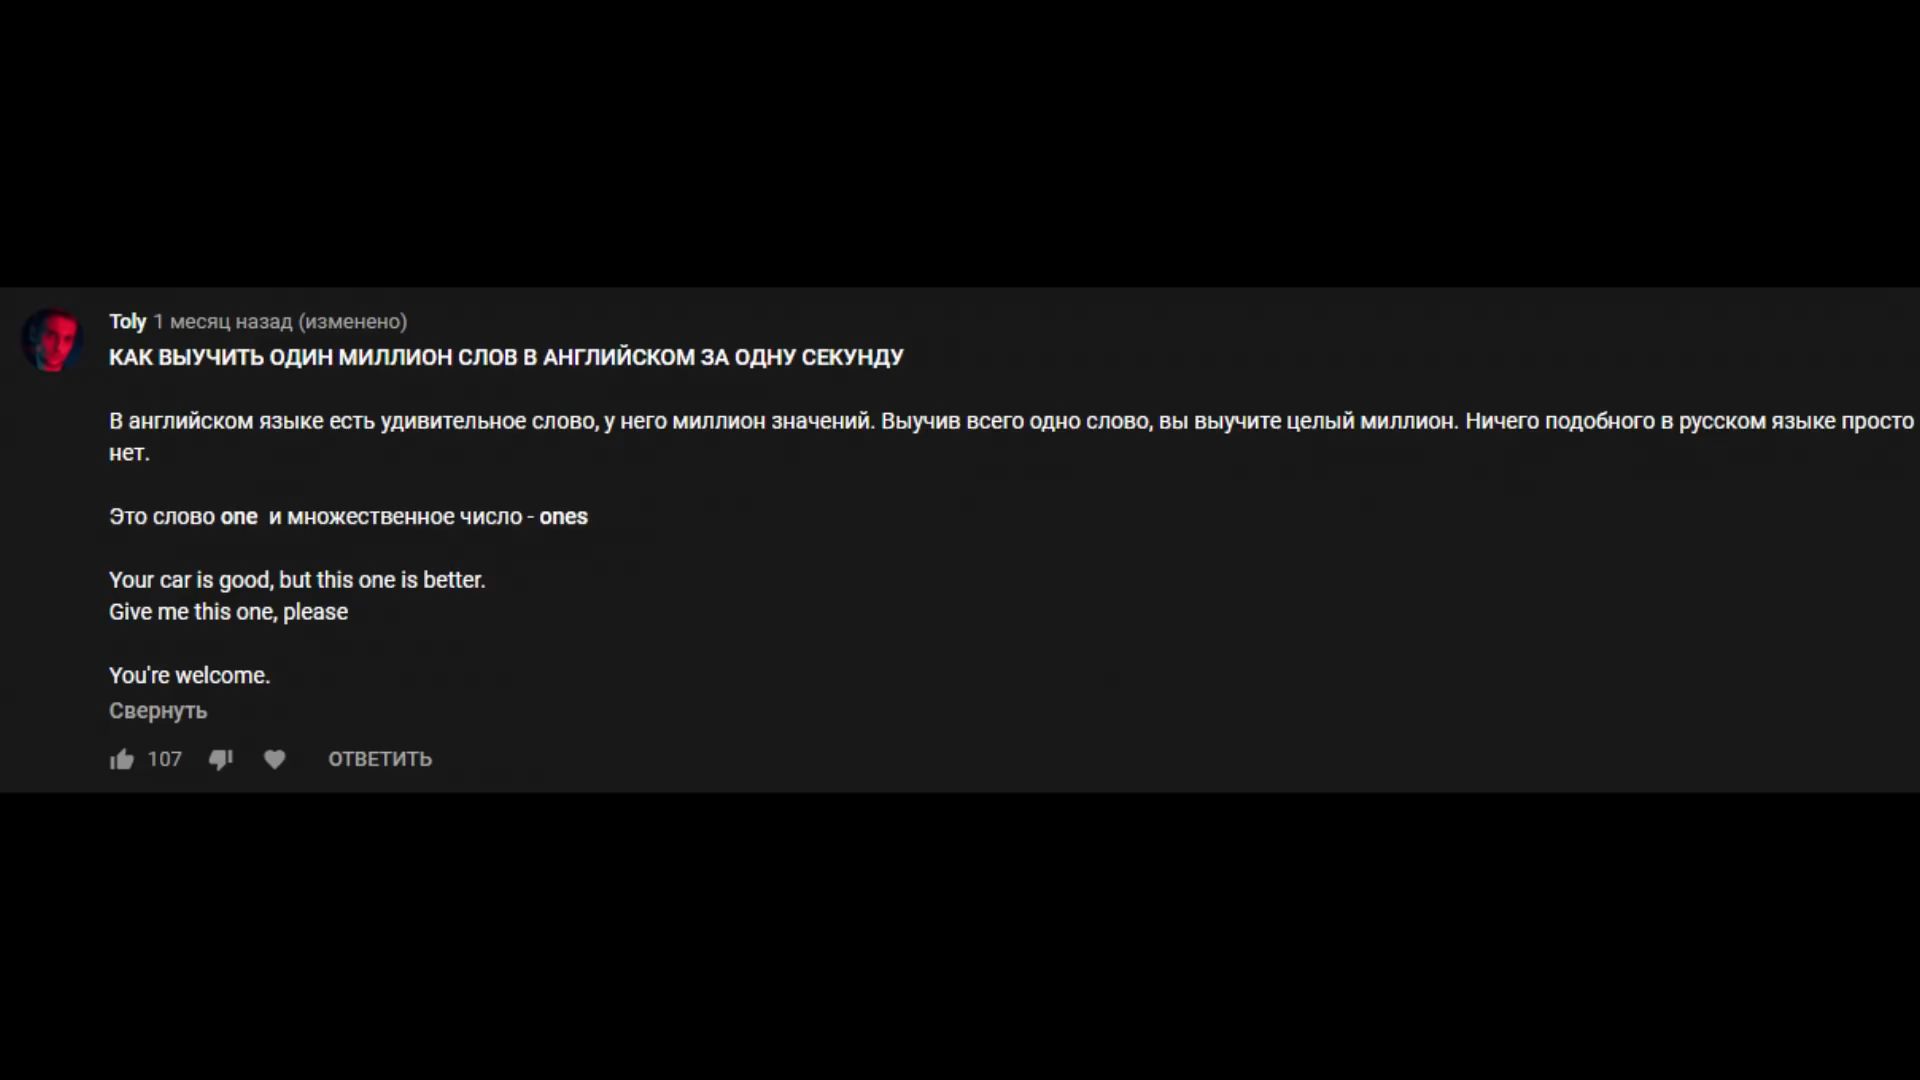 Toly 1 месяц назад (изменено)
КАК ВЫУЧИТЬ ОДИН МИЛЛИОН СЛОВ В АНГЛИЙСКОМ ЗА ОДНУ СЕКУНДУ
В английском языке есть удивительное слово, у него миллион значений. Выучив всего одно слово, вы выучите целый миллион. Ничего подобного в русском языке просто
нет.
Это слово one и множественное число - ones
Your car is good, but this one is better.
Give me this one, please
You're welcome.
Свернуть
107 ОТВЕТИТЬ